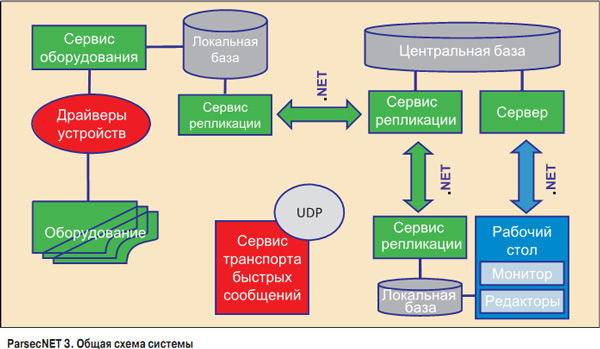 Сервис
оборудования
Локальная
база
Центральная база
Драйверы
устройств
Сервис
репликации
.NET
Сервис
репликации
Сервер
.NET
.NET
Оборудование
UDP
Сервис
транспорта
быстрых
сообщений
Сервис
репликации
Рабочий
стол
Монитор
Редакторы
Локальная
база
ParsecNET 3. Общая схема системы